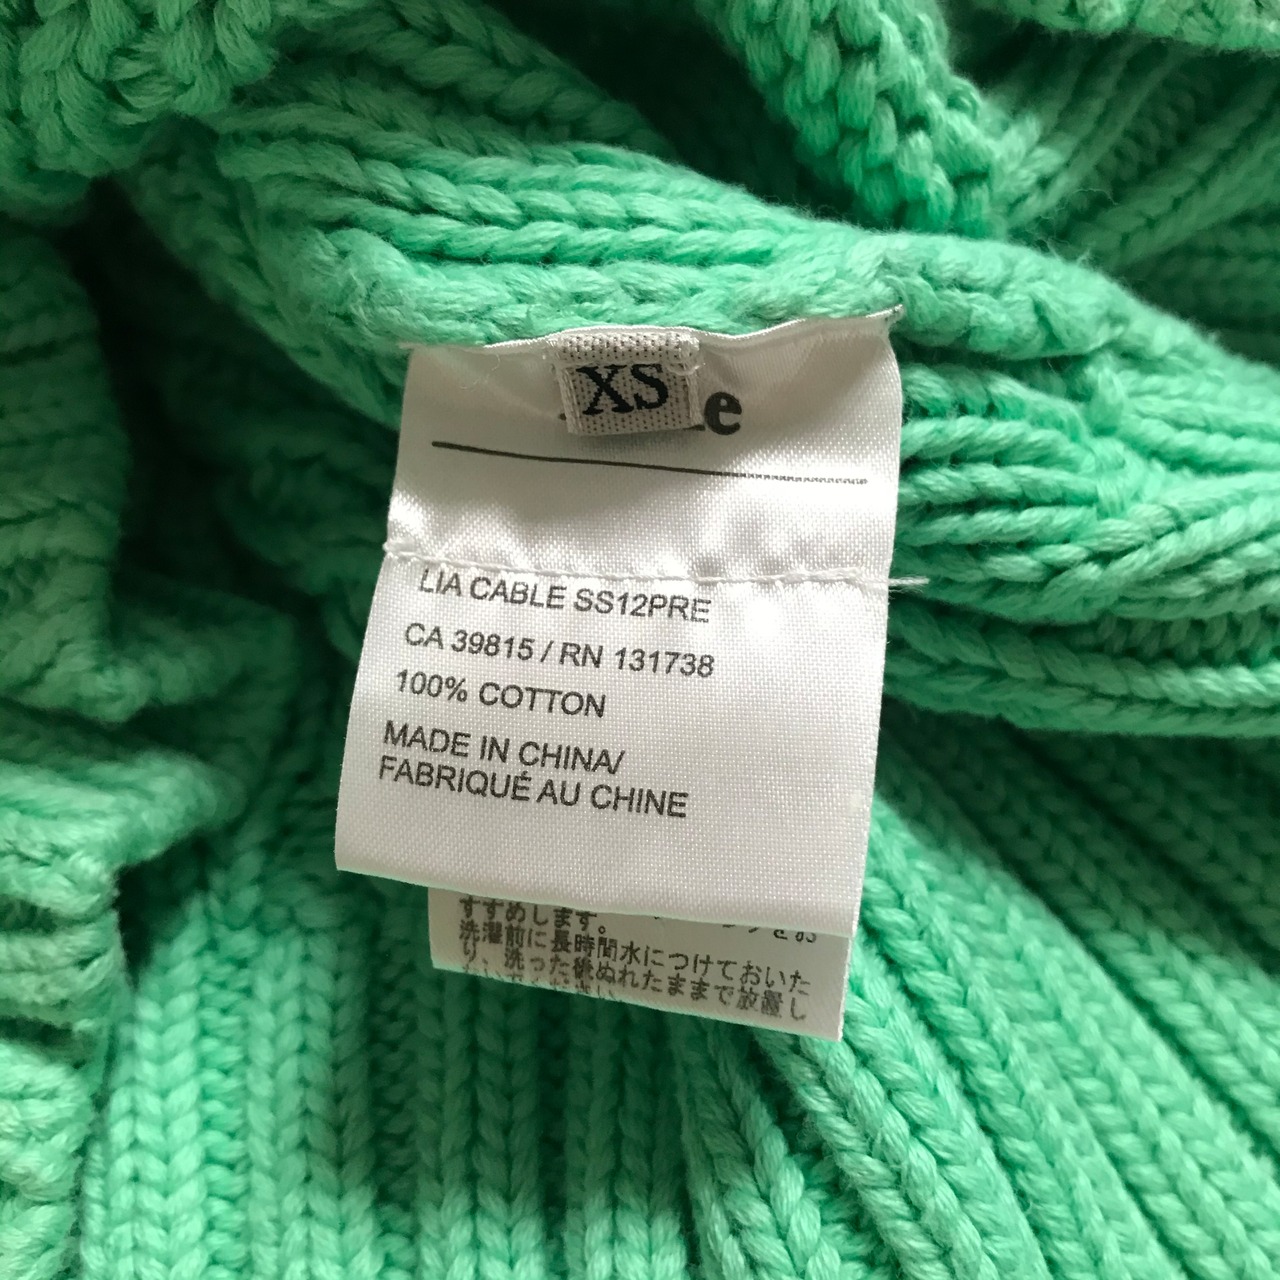 XS
LIA CABLE SS12PRE
CA 39815 / RN 131738
100% COTTON
MADE IN CHINA/
FABRIQUÉ AU CHINE
すすめします。
洗濯前に長時間水につけておいた
り、洗った後ぬれたままで放置し